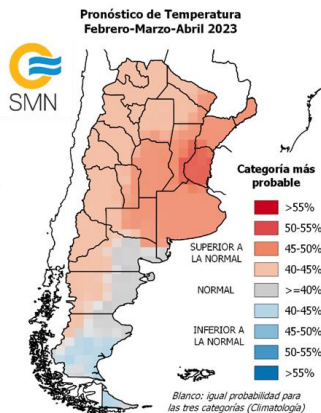 Pronóstico de Temperatura
Febrero-Marzo-Abril 2023
SMN
Categoría más
probable
>55%
50-55%
45-50%
SUPERIOR A
LA NORMAL
40-45%
NORMAL
>=40%
40-45%
INFERIOR A
LA NORMAL
45-50%
50-55%
>55%
Blanco: igual probabilidad para
las tres categorías (Climatología)